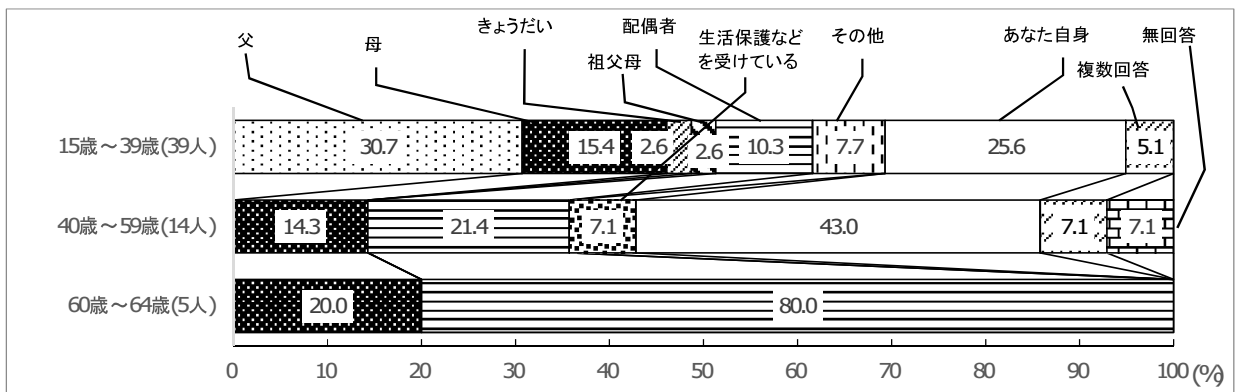 父
母
きょうだい
祖父母
配偶者
生活保護など
を受けている
その他
あなた自身
複数回答
無回答
15歳～39歳(39人)
30.7
15.4
2.6
2.6
10.3
7.7
25.6
5.1
40歳～59歳(14人)
14.3
21.4
7.1
43.0
7.1
7.1
60歳～64歳(5人)
20.0
80.0
0 10 20 30 40 50 60 70 80 90 100 (%)